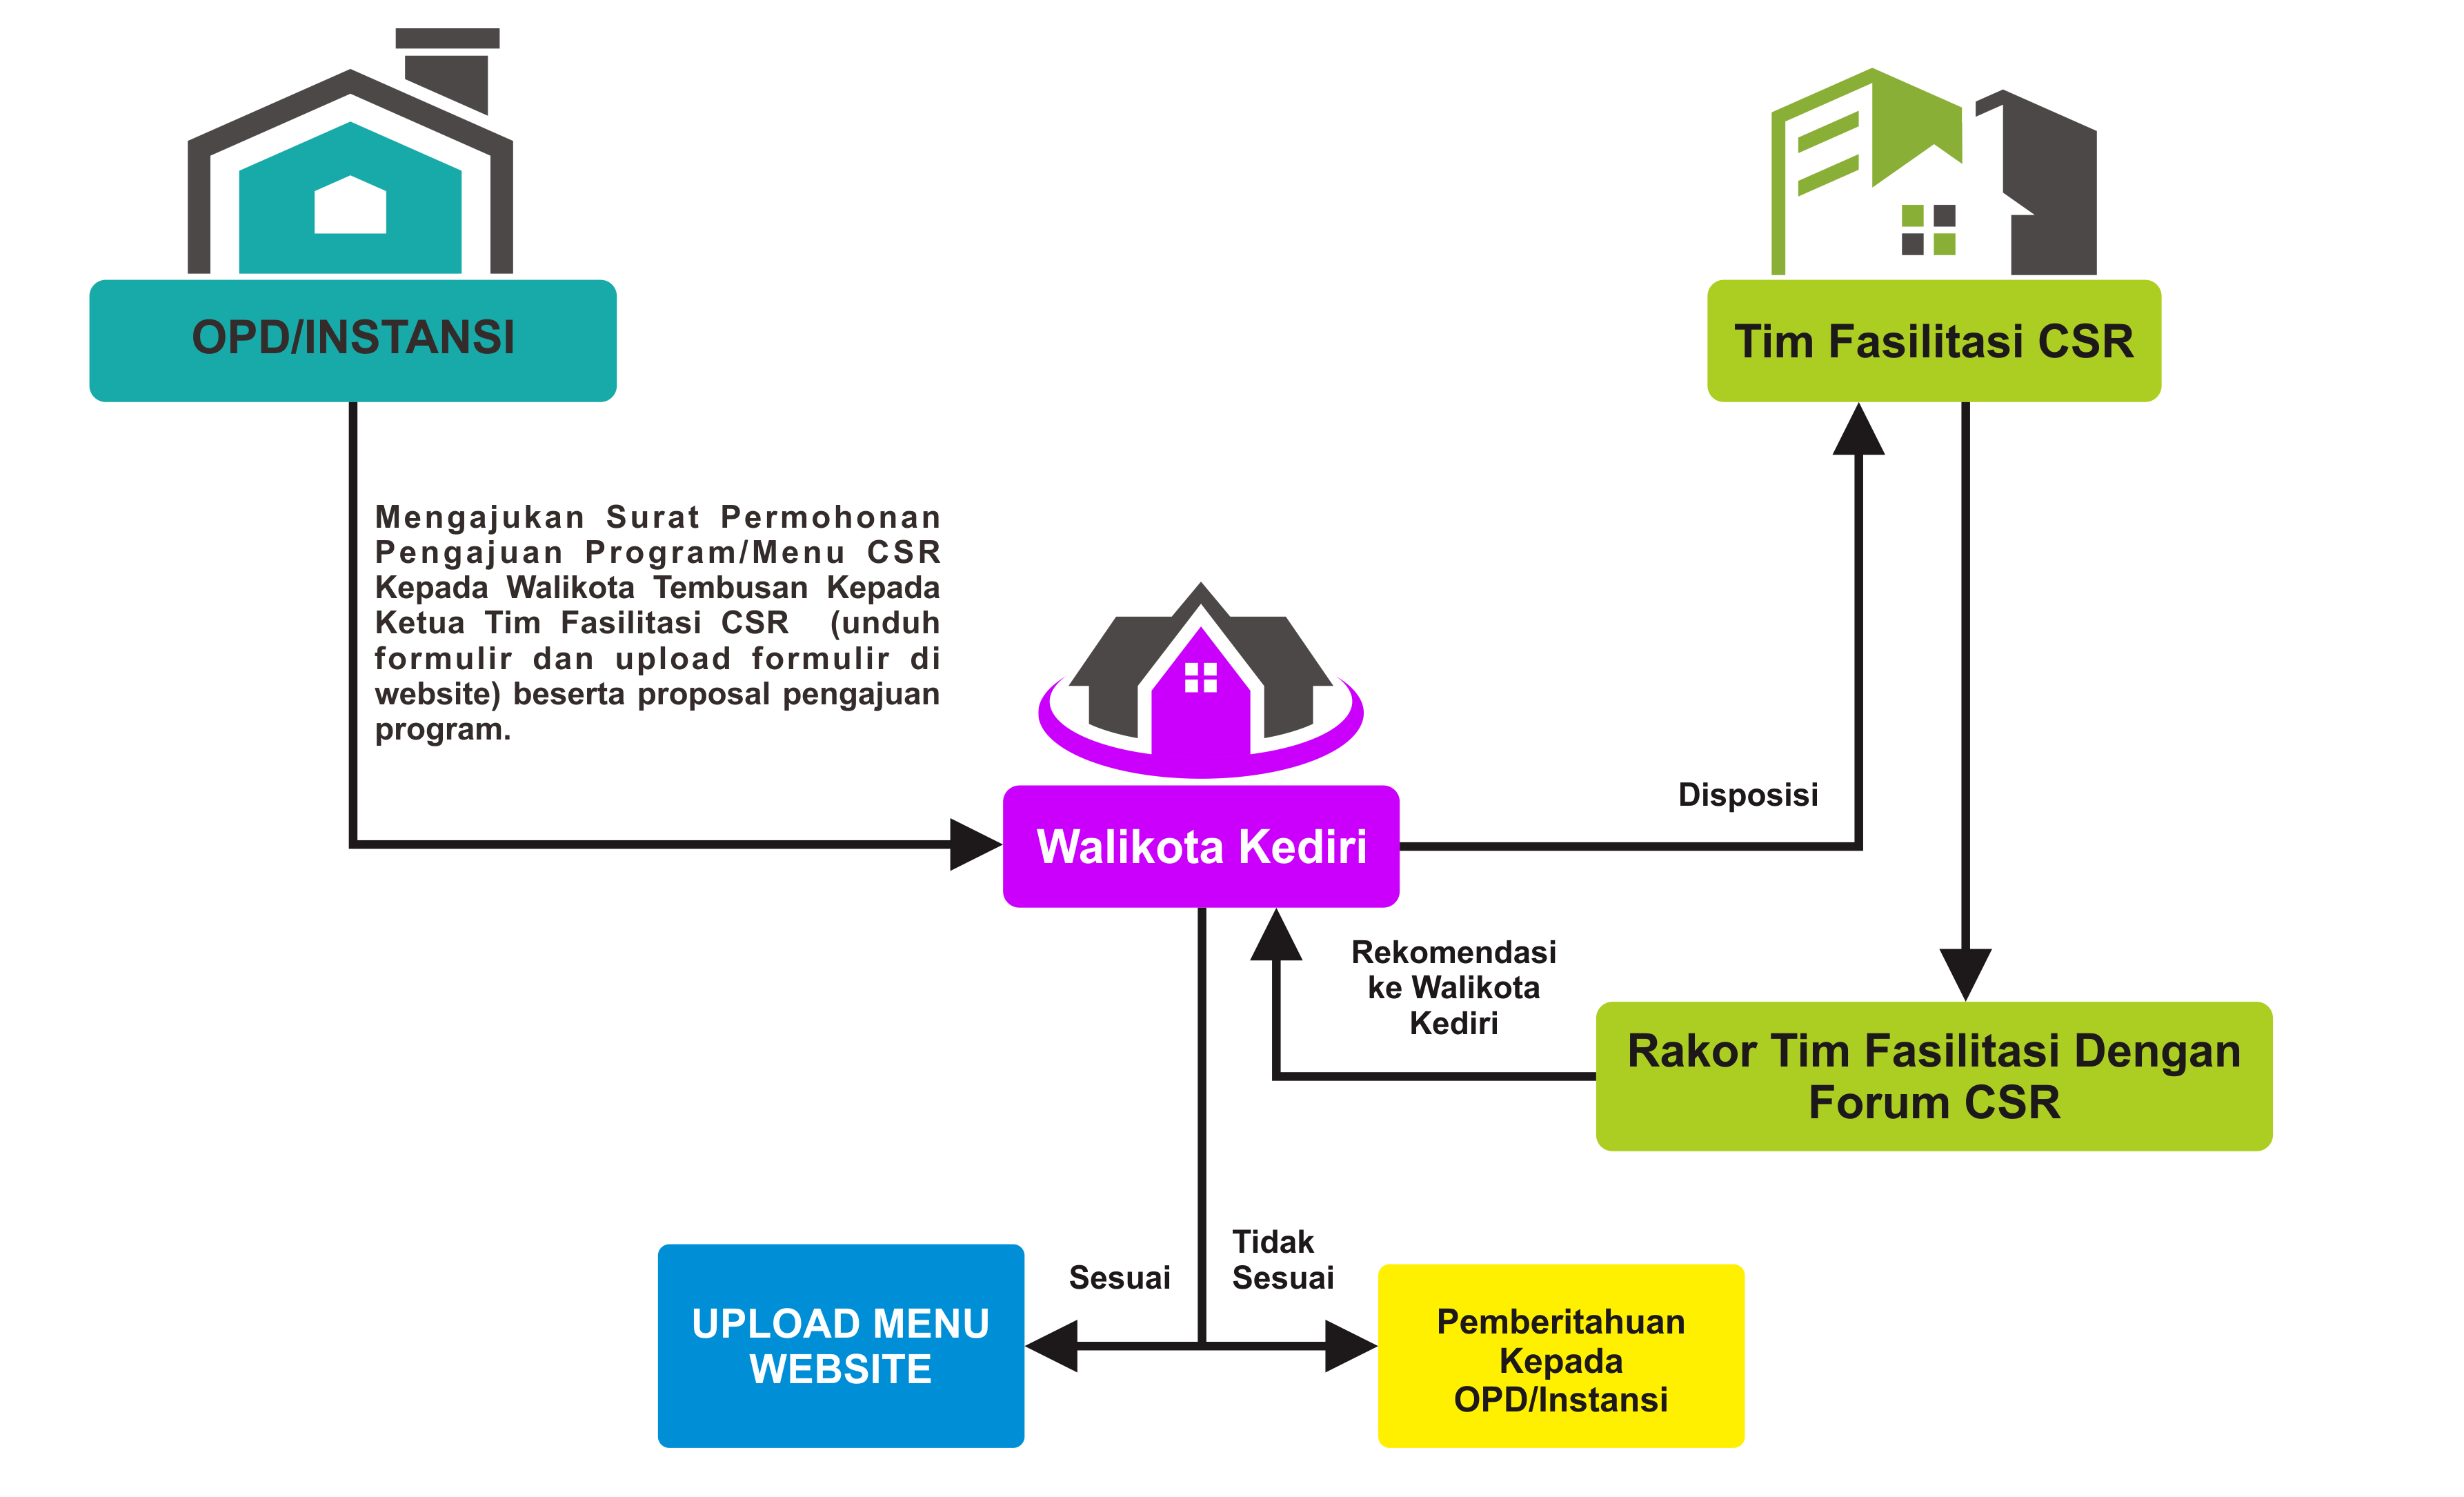 OPD/INSTANSI
Tim Fasilitasi CSR
Mengajukan Surat Permohonan
Pengajuan Program/Menu CSR
Kepada Walikota Tembusan Kepada
Ketua Tim Fasilitasi CSR (unduh
formulir dan upload formulir di
website) beserta proposal pengajuan
program.
Disposisi
Walikota Kediri
Rekomendasi
ke Walikota
Kediri
Rakor Tim Fasilitasi Dengan
Forum CSR
Sesuai
Tidak
Sesuai
UPLOAD MENU
WEBSITE
Pemberitahuan
Kepada
OPD/Instansi